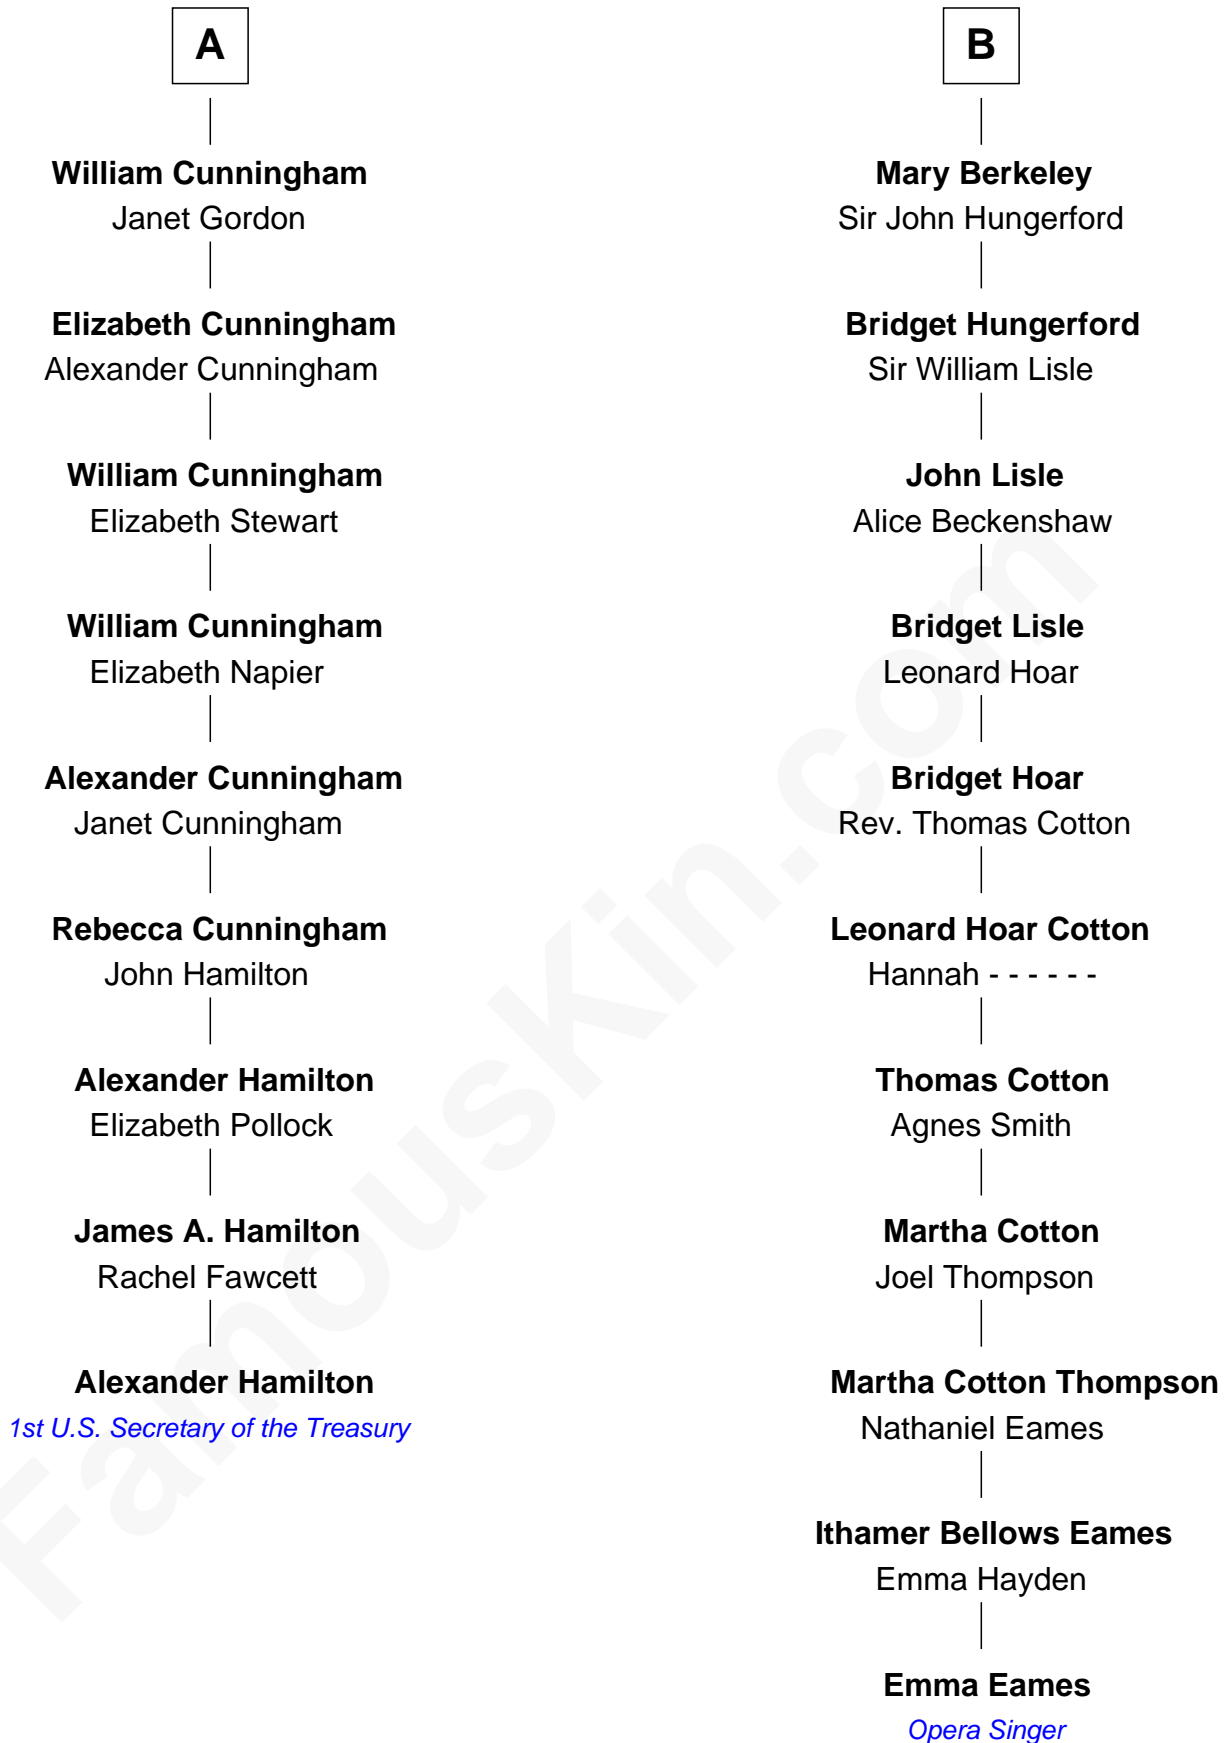 A
William Cunningham
Janet Gordon
Elizabeth Cunningham
Alexander Cunningham
William Cunningham
Elizabeth Stewart
William Cunningham
Elizabeth Napier
Alexander Cunningham
Janet Cunningham
Rebecca Cunningham
John Hamilton
Alexander Hamilton
Elizabeth Pollock
James A. Hamilton
Rachel Fawcett
Alexander Hamilton
1st U.S. Secretary of the Treasury
B
Mary Berkeley
Sir John Hungerford
Bridget Hungerford
Sir William Lisle
John Lisle
Alice Beckenshaw
Bridget Lisle
Leonard Hoar
Bridget Hoar
Rev. Thomas Cotton
Leonard Hoar Cotton
Hannah - - - - - -
Thomas Cotton
Agnes Smith
Martha Cotton
Joel Thompson
Martha Cotton Thompson
Nathaniel Eames
Ithamer Bellows Eames
Emma Hayden
Emma Eames
Opera Singer
FamousKin.com